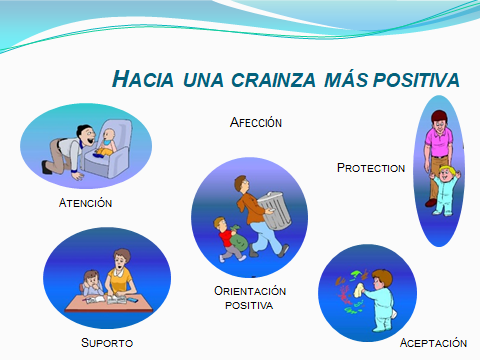 HACIA UNA CRAINZA MÁS POSITIVA
AFECCIÓN
PROTECTION
ATENCIÓN
ORIENTACIÓN
POSITIVA
SUPORTO
ACEPTACIÓN